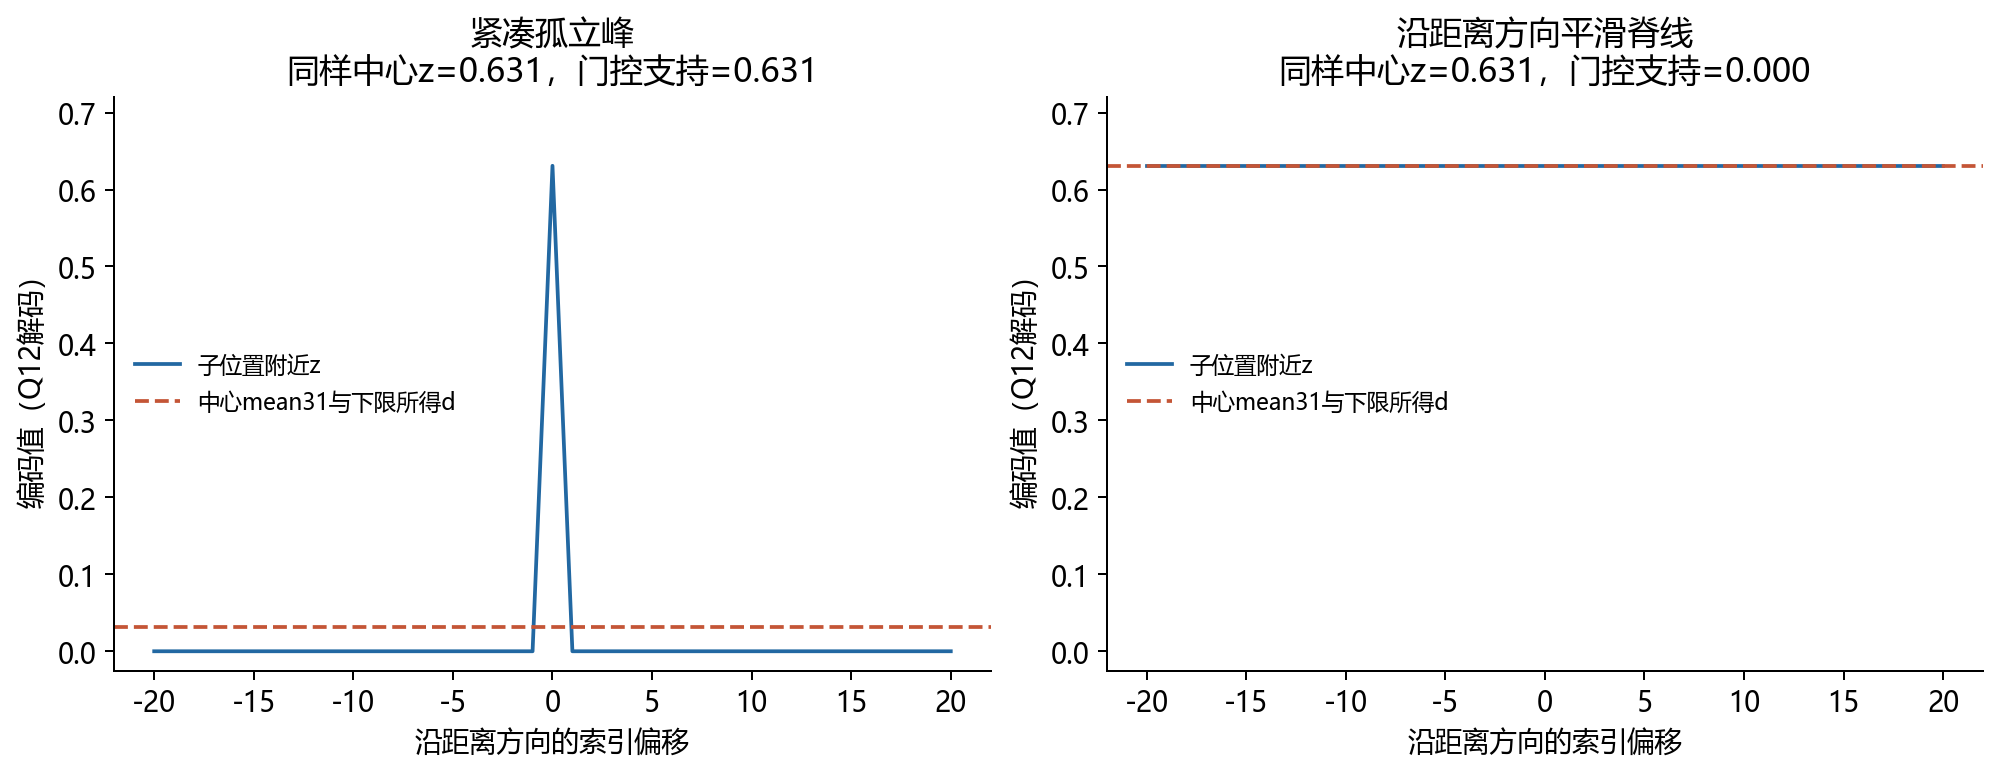 紧凑孤立峰
同样中心z=0.631，门控支持=0.631
编码值（Q12解码）
0.7
0.6
0.5
0.4
0.3
0.2
0.1
0.0
子位置附近z
中心mean31与下限所得d
-20
-15
-10
-5
0
5
10
15
20
沿距离方向的索引偏移
沿距离方向平滑脊线
同样中心z=0.631，门控支持=0.000
编码值（Q12解码）
0.7
0.6
0.5
0.4
0.3
0.2
0.1
0.0
子位置附近z
中心mean31与下限所得d
-20
-15
-10
-5
0
5
10
15
20
沿距离方向的索引偏移